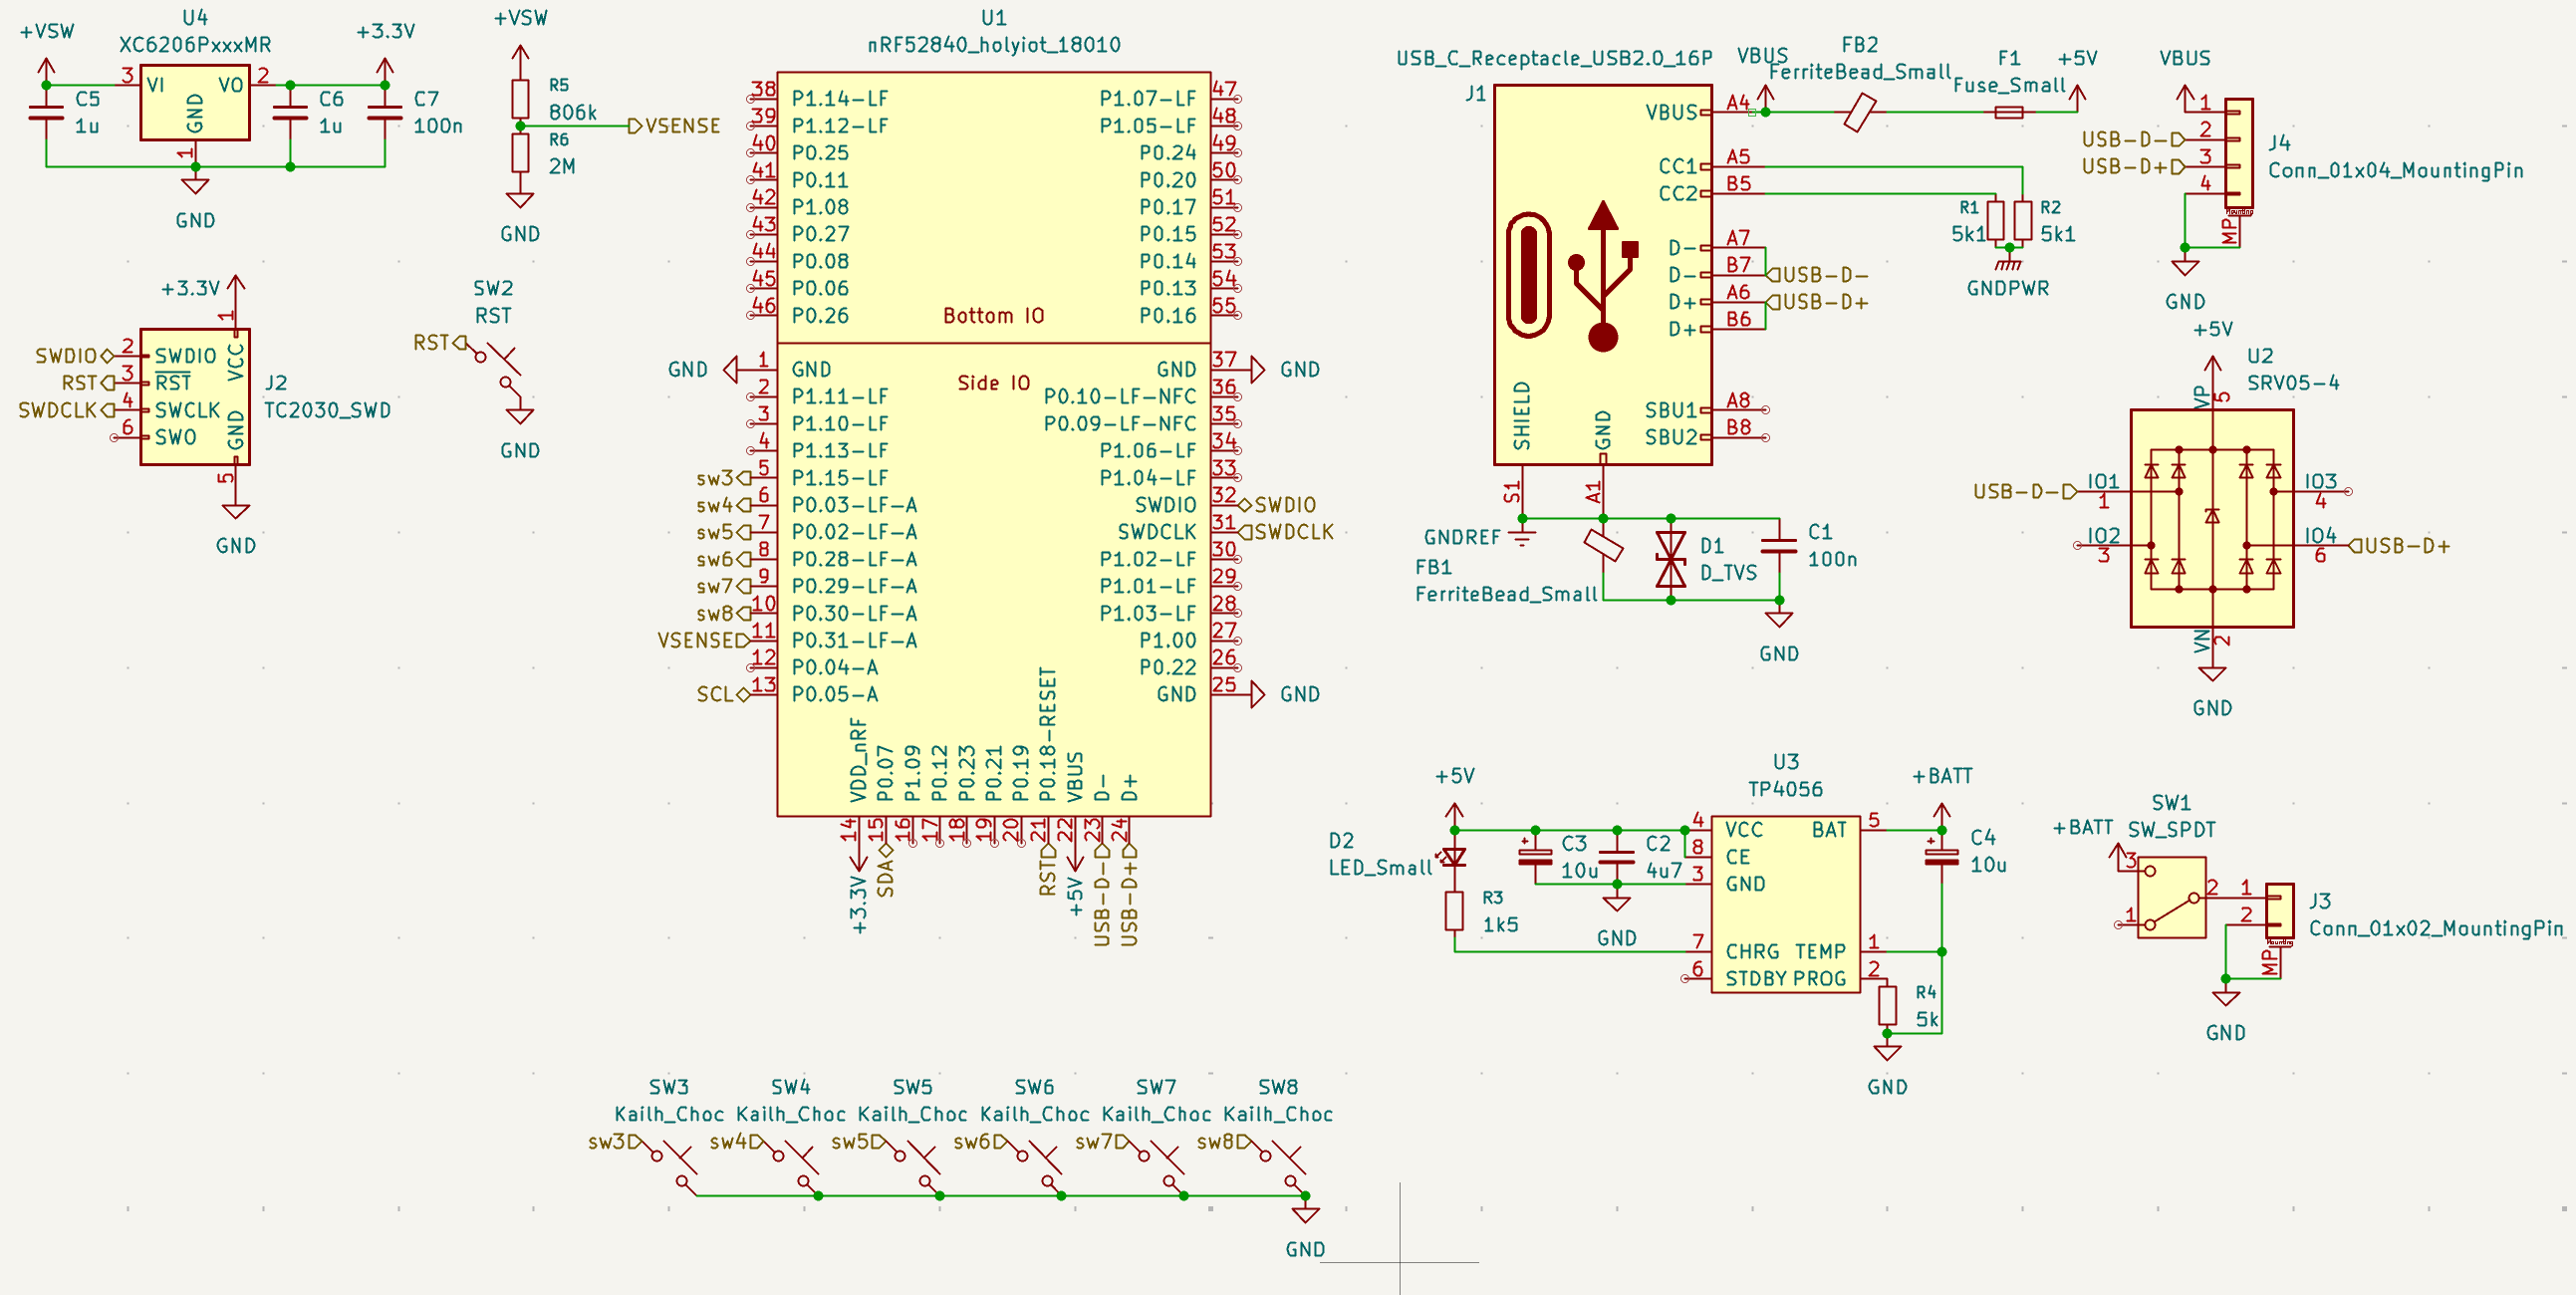 +VSW
U4
XC6206PxxxMR
+3.3V
3
VI
VO
2
GND
1
C5
1u
C6
1u
C7
100n
GND
+VSW
R5
806k
VSENSE
R6
2M
GND
+3.3V
1
SWDIO
2
SWDIO
RST
3
RST
SWDCLK
4
SWCLK
6
SWO
VCC
GND
5
J2
TC2030_SWD
GND
SW2
RST
RST
GND
U1
nRF52840_holyiot_18010
38 P1.14-LF
39 P1.12-LF
40 P0.25
41 P0.11
42 P1.08
43 P0.27
44 P0.08
45 P0.06
46 P0.26
P1.07-LF 47
P1.05-LF 48
P0.24 49
P0.20 50
P0.17 51
P0.15 52
P0.14 53
P0.13 54
P0.16 55
Bottom IO
Side IO
GND 1 GND
2 P1.11-LF
3 P1.10-LF
4 P1.13-LF
sw3 5 P1.15-LF
sw4 6 P0.03-LF-A
sw5 7 P0.02-LF-A
sw6 8 P0.28-LF-A
sw7 9 P0.29-LF-A
sw8 10 P0.30-LF-A
VSENSE 11 P0.31-LF-A
12 P0.04-A
SCL 13 P0.05-A
GND 37 GND
P0.10-LF-NFC 36
P0.09-LF-NFC 35
P1.06-LF 34
P1.04-LF 33
SWDIO 32 SWDIO
SWDCLK 31 SWDCLK
P1.02-LF 30
P1.01-LF 29
P1.03-LF 28
P1.00 27
P0.22 26
GND 25 GND
VDD_nRF 14 +3.3V
P0.07 15 SDA
P1.09 16
P0.12 17
P0.23 18
P0.21 19
P0.19 20
P0.18-RESET 21 RST
VBUS 22 +5V
D- 23 USB-D-
D+ 24 USB-D+
USB_C_Receptacle_USB2.0_16P
J1
VBUS A4
CC1 A5
CC2 B5
D- A7
D- B7 USB-D-
D+ A6 USB-D+
D+ B6
SBU1 A8
SBU2 B8
SHIELD
S1
GND
A1
VBUS
FB2
FerriteBead_Small
F1
Fuse_Small
+5V
R1
5k1
R2
5k1
GNDPWR
GNDREF
FB1
FerriteBead_Small
D1
D_TVS
C1
100n
GND
VBUS
1
USB-D- 2
USB-D+ 3
4
J4
Conn_01x04_MountingPin
Mounting
MP
GND
+5V
U2
SRV05-4
VP
5
USB-D-
IO1
1
IO2
3
IO3
4
IO4
6
USB-D+
VN
2
GND
+5V
D2
LED_Small
R3
1k5
C3
10u
C2
4u7
GND
U3
TP4056
4 VCC
8 CE
3 GND
7 CHRG
6 STDBY
BAT 5
TEMP 1
PROG 2
+BATT
C4
10u
R4
5k
GND
SW1
SW_SPDT
+BATT
3
1
2
1
2
J3
Conn_01x02_MountingPin
Mounting
MP
GND
SW3
Kailh_Choc
sw3
SW4
Kailh_Choc
sw4
SW5
Kailh_Choc
sw5
SW6
Kailh_Choc
sw6
SW7
Kailh_Choc
sw7
SW8
Kailh_Choc
sw8
GND